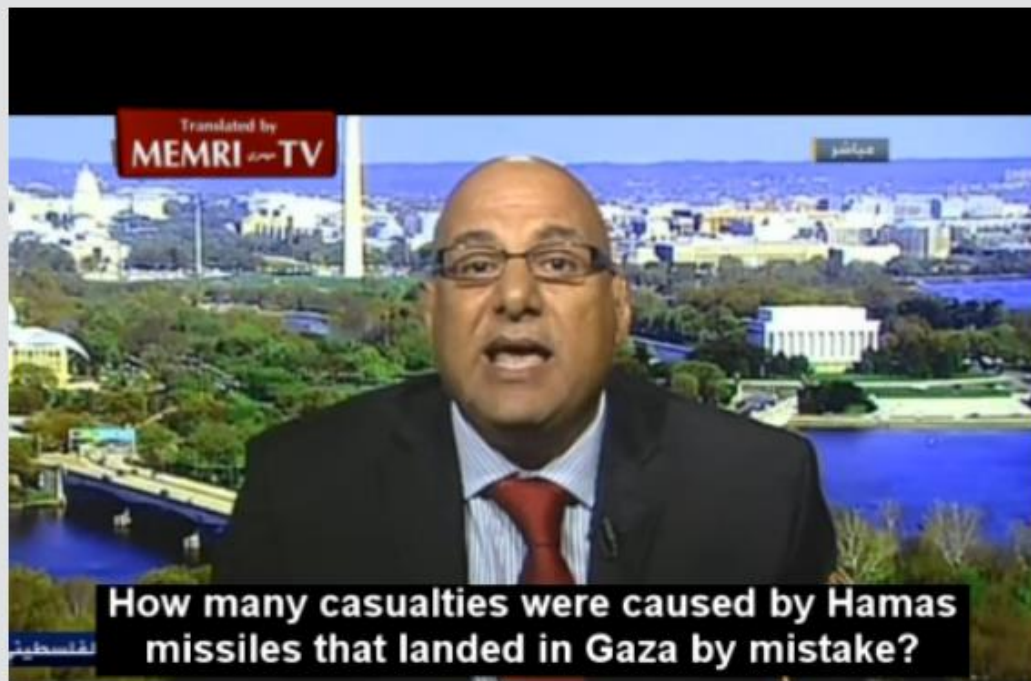 Translated by
MEMRI TV
مباشر
How many casualties were caused by Hamas
missiles that landed in Gaza by mistake?